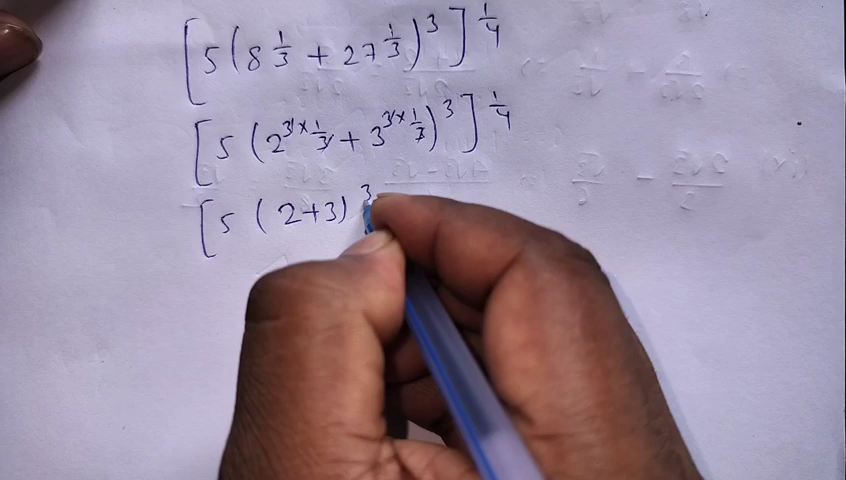 [5(8^{1/3} + 27^{1/3})^3]^{1/4}
[5(2^{3×1/3} + 3^{3×1/3})^3]^{1/4}
[5(2+3)^3